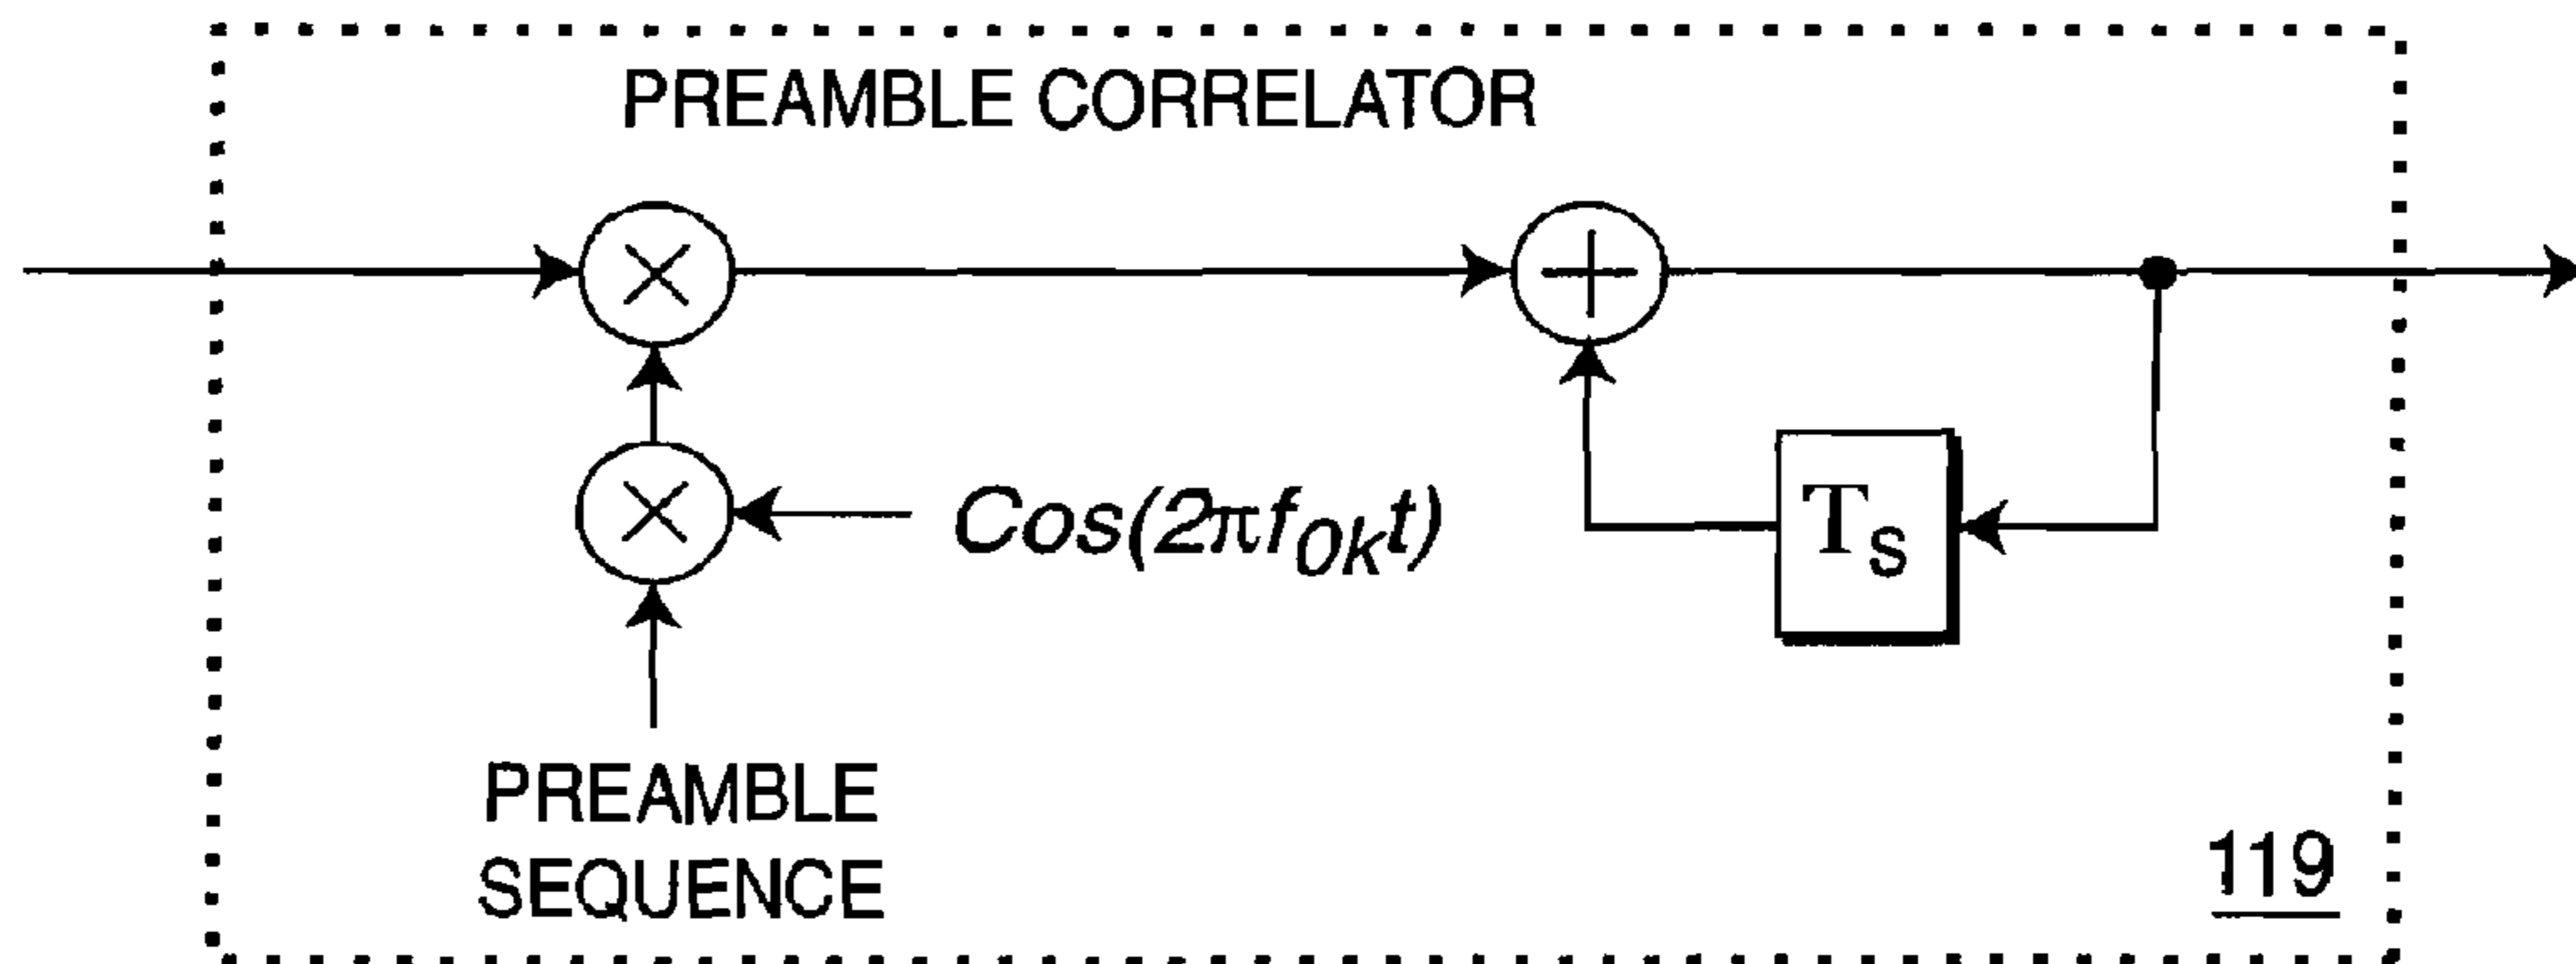 PREAMBLE CORRELATOR
Cos(2πf0kt)
TS
PREAMBLE
SEQUENCE
119